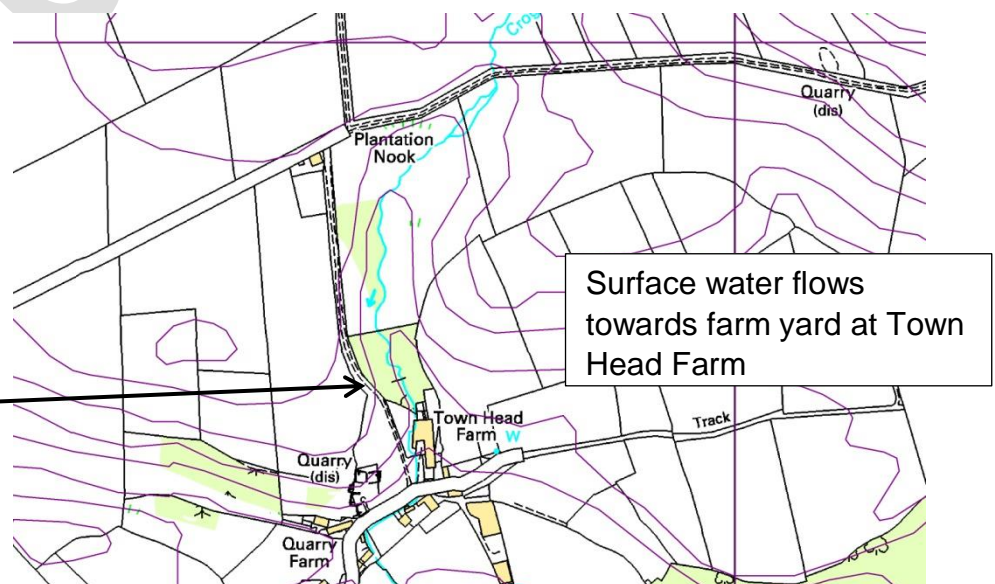 Crog
Quarry
(dis)
Plantation
Nook
Surface water flows
towards farm yard at Town
Head Farm
Town Head
Farm
W
Track
Quarry
(dis)
Quarry
Farm